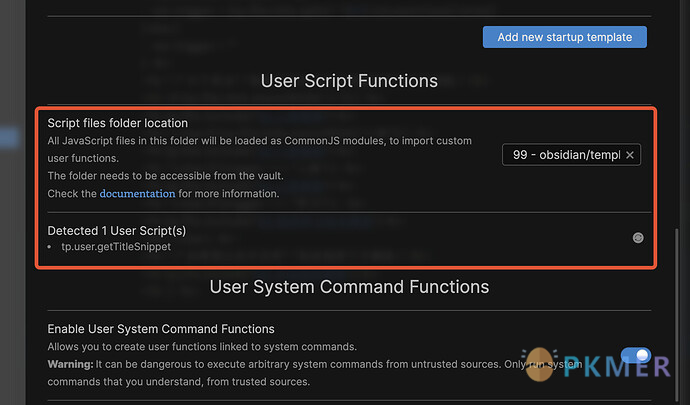 Add new startup template
User Script Functions
Script files folder location
All JavaScript files in this folder will be loaded as CommonJS modules, to import custom
user functions.
The folder needs to be accessible from the vault.
Check the documentation for more information.
99 - obsidian/templ
Detected 1 User Script(s)
• tp.user.getTitleSnippet
User System Command Functions
Enable User System Command Functions
Allows you to create user functions linked to system commands.
Warning: It can be dangerous to execute arbitrary system commands from untrusted sources. Only run system
commands that you understand, from trusted sources.
PKMER